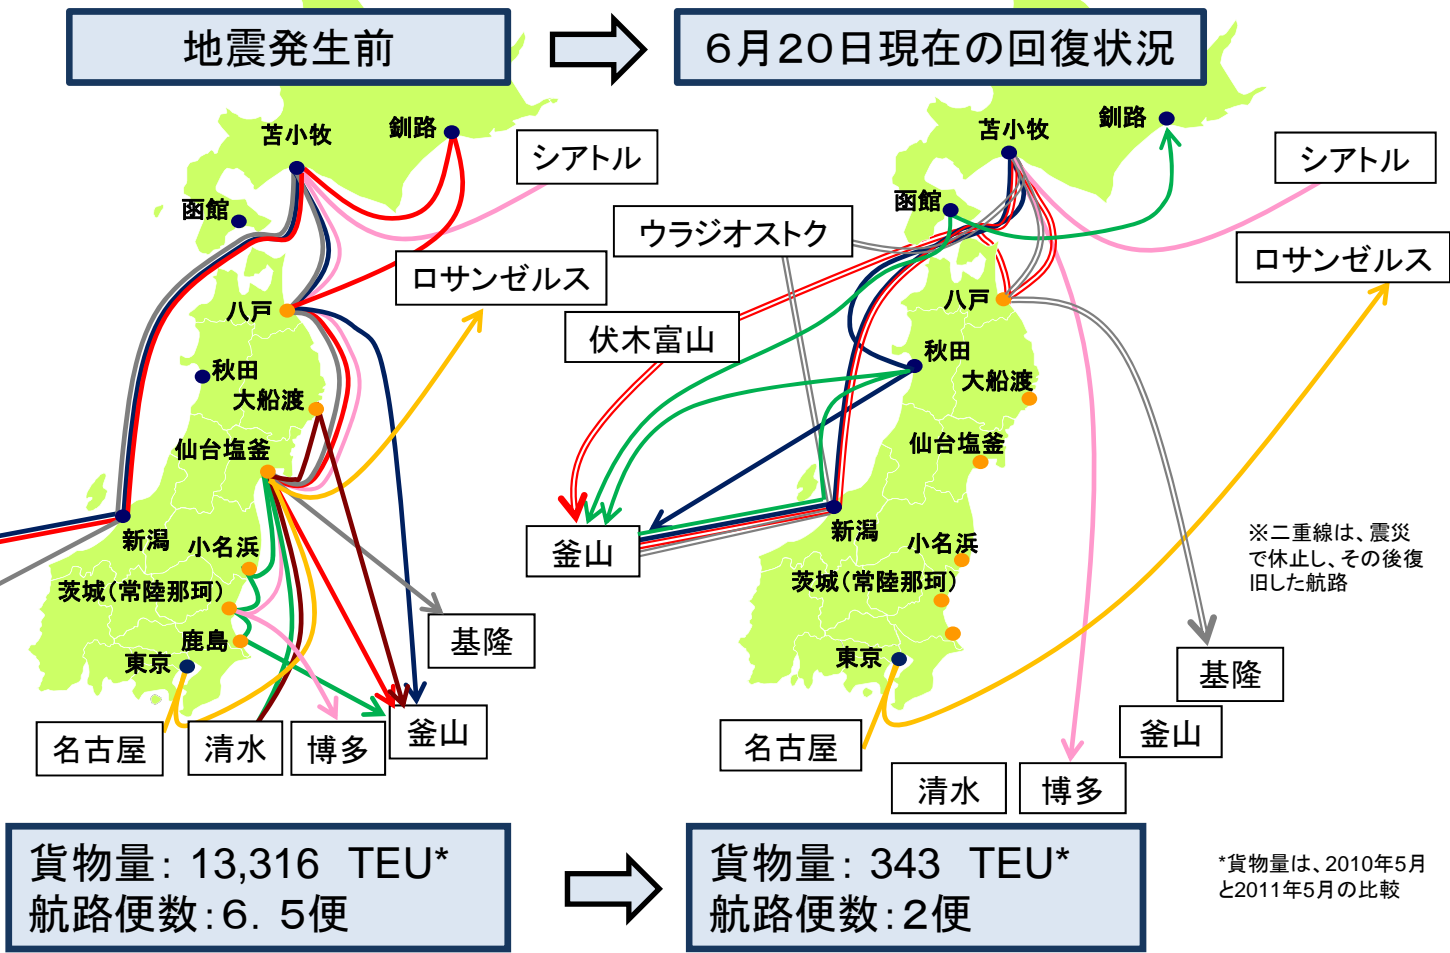 地震発生前
6月20日現在の回復状況
苫小牧
釧路
シアトル
函館
ロサンゼルス
八戸
秋田
大船渡
仙台塩釜
新潟
小名浜
茨城(常陸那珂)
鹿島
東京
基隆
名古屋
清水
博多
釜山
苫小牧
釧路
シアトル
函館
ウラジオストク
ロサンゼルス
八戸
伏木富山
秋田
大船渡
仙台塩釜
釜山
新潟
小名浜
茨城(常陸那珂)
※二重線は、震災
で休止し、その後復
旧した航路
東京
基隆
釜山
名古屋
清水
博多
貨物量: 13,316 TEU*
航路便数:6.5便
貨物量: 343 TEU*
航路便数:2便
*貨物量は、2010年5月
と2011年5月の比較